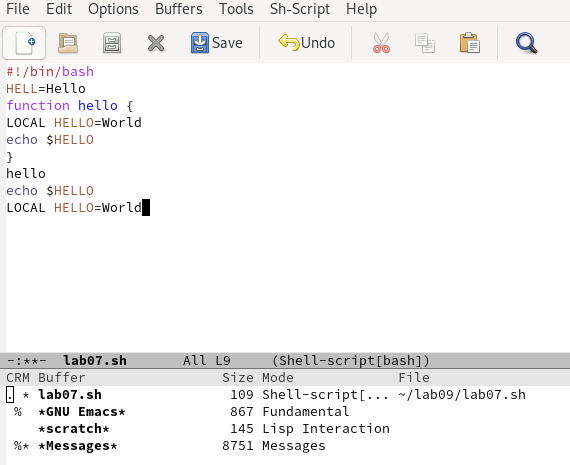 File Edit Options Buffers Tools Sh-Script Help
Save Undo
#!/bin/bash
HELL=Hello
function hello {
LOCAL HELLO=World
echo $HELLO
}
hello
echo $HELLO
LOCAL HELLO=World
-:**- lab07.sh All L9 (Shell-script[bash])
CRM Buffer Size Mode File
. * lab07.sh 109 Shell-script[... ~/lab09/lab07.sh
% *GNU Emacs* 867 Fundamental
*scratch* 145 Lisp Interaction
%* *Messages* 8751 Messages